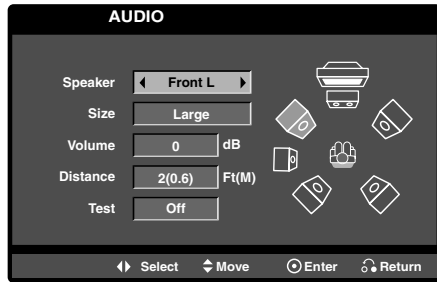 AUDIO
Speaker Front L
Size Large
Volume 0 dB
Distance 2(0.6) Ft(M)
Test Off
Select Move Enter Return